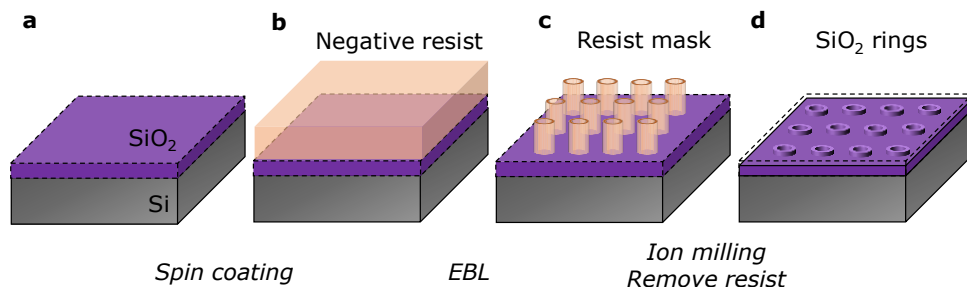 a
b
c
d
Negative resist
Resist mask
SiO₂ rings
SiO₂
Si
Spin coating
EBL
Ion milling
Remove resist